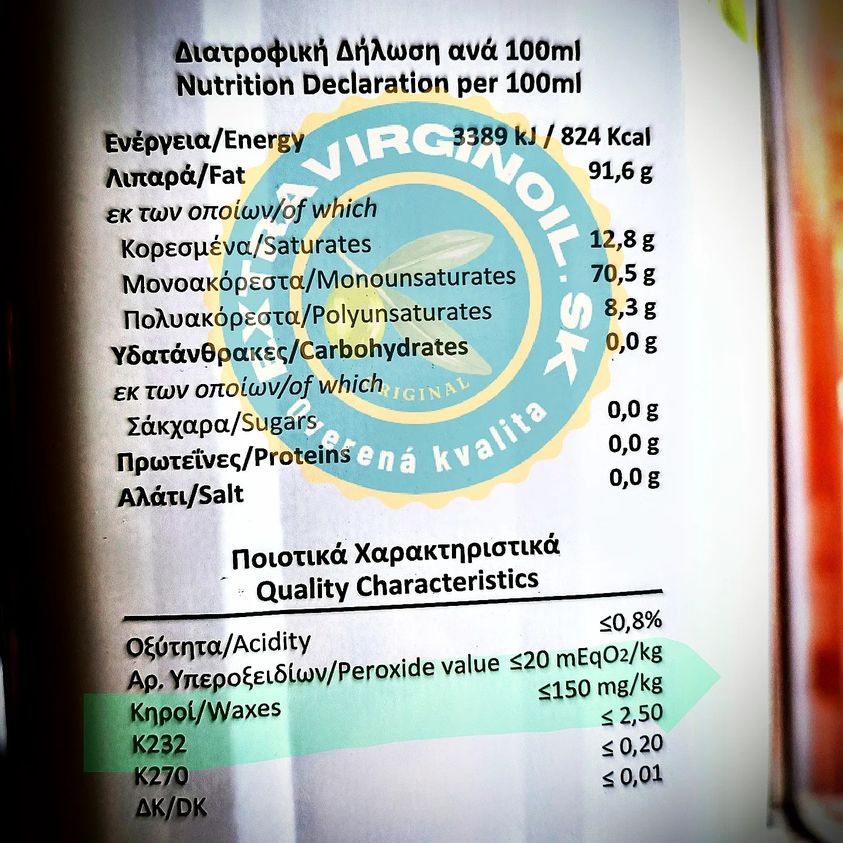 Διατροφική Δήλωση ανά 100ml
Nutrition Declaration per 100ml
Ενέργεια/Energy 3389 kJ / 824 Kcal
Λιπαρά/Fat 91,6 g
εκ των οποίων/of which
Κορεσμένα/Saturates 12,8 g
Μονοακόρεστα/Monounsaturates 70,5 g
Πολυακόρεστα/Polyunsaturates 8,3 g
Υδατάνθρακες/Carbohydrates 0,0 g
εκ των οποίων/of which
Σάκχαρα/Sugars 0,0 g
Πρωτεΐνες/Proteins 0,0 g
Αλάτι/Salt 0,0 g
Ποιοτικά Χαρακτηριστικά
Quality Characteristics
Οξύτητα/Acidity ≤0,8%
Αρ. Υπεροξειδίων/Peroxide value ≤20 mEqO2/kg
Κηροί/Waxes ≤150 mg/kg
K232 ≤ 2,50
K270 ≤ 0,20
ΔΚ/DK ≤ 0,01
EXTRAVIRGINOIL.SK
ORIGINAL
Overená kvalita